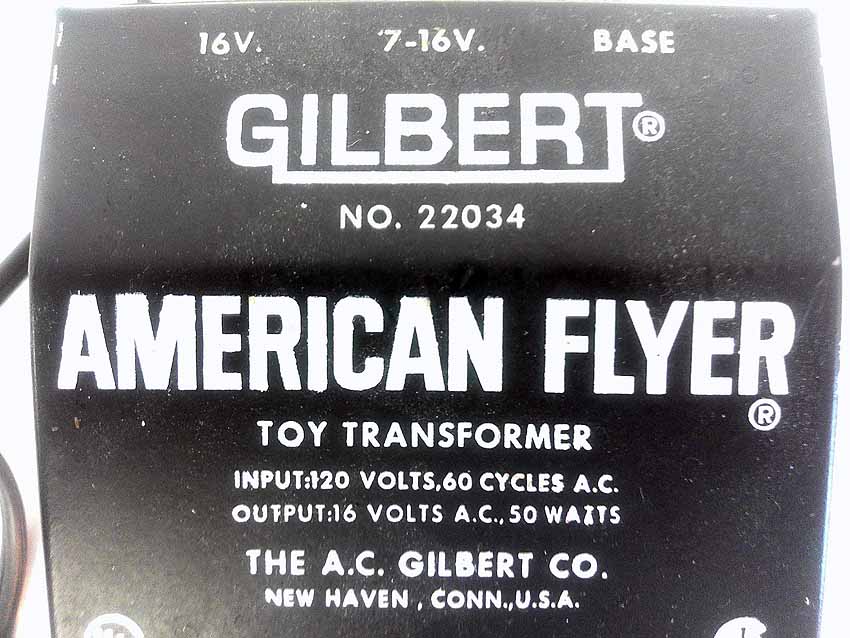 16V. 7-16V. BASE
GILBERT®
NO. 22034
AMERICAN FLYER®
TOY TRANSFORMER
INPUT:120 VOLTS,60 CYCLES A.C.
OUTPUT:16 VOLTS A.C.,50 WATTS
THE A.C. GILBERT CO.
NEW HAVEN, CONN.,U.S.A.